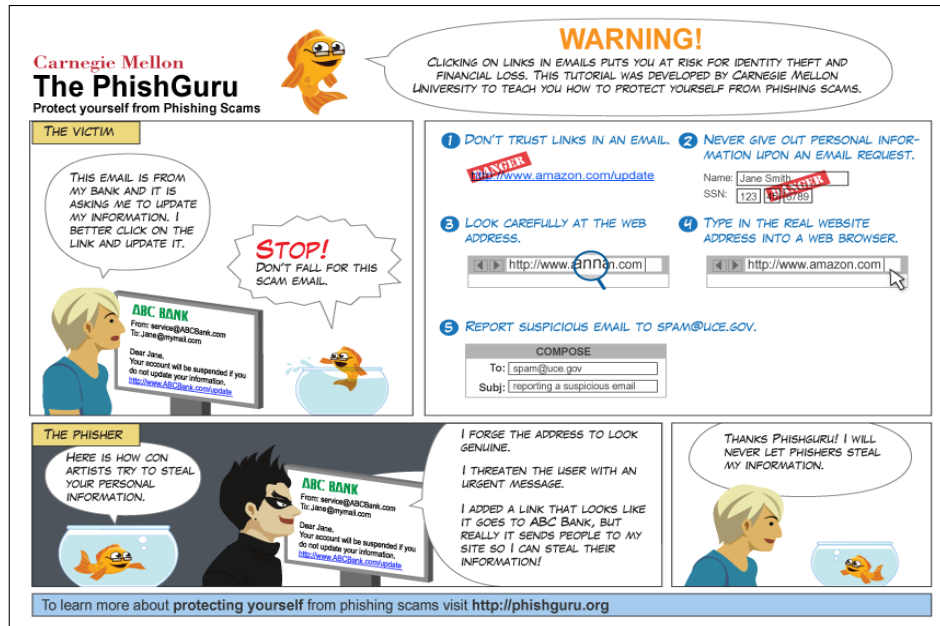 Carnegie Mellon
The PhishGuru
Protect yourself from Phishing Scams
WARNING!
CLICKING ON LINKS IN EMAILS PUTS YOU AT RISK FOR IDENTITY THEFT AND
FINANCIAL LOSS. THIS TUTORIAL WAS DEVELOPED BY CARNEGIE MELLON
UNIVERSITY TO TEACH YOU HOW TO PROTECT YOURSELF FROM PHISHING SCAMS.
THE VICTIM
THIS EMAIL IS FROM
MY BANK AND IT IS
ASKING ME TO UPDATE
MY INFORMATION. I
BETTER CLICK ON THE
LINK AND UPDATE IT.
STOP!
DON'T FALL FOR THIS
SCAM EMAIL.
ABC BANK
From: service@ABCBank.com
To: Jane@mymail.com
Dear Jane,
Your account will be suspended if you
do not update your information.
http://www.ABCBank.com/update
1 DON'T TRUST LINKS IN AN EMAIL.
DANGER
http://www.amazon.com/update
2 NEVER GIVE OUT PERSONAL INFOR-
MATION UPON AN EMAIL REQUEST.
Name: Jane Smith
SSN: 123 45 6789
DANGER
3 LOOK CAREFULLY AT THE WEB
ADDRESS.
http://www.annan.com
4 TYPE IN THE REAL WEBSITE
ADDRESS INTO A WEB BROWSER.
http://www.amazon.com
5 REPORT SUSPICIOUS EMAIL TO SPAM@UCE.GOV.
COMPOSE
To: spam@uce.gov
Subj: reporting a suspicious email
THE PHISHER
HERE IS HOW CON
ARTISTS TRY TO STEAL
YOUR PERSONAL
INFORMATION.
ABC BANK
From: service@ABCBank.com
To: Jane@mymail.com
Dear Jane,
Your account will be suspended if you
do not update your information.
http://www.ABCBank.com/update
I FORGE THE ADDRESS TO LOOK
GENUINE.
I THREATEN THE USER WITH AN
URGENT MESSAGE.
I ADDED A LINK THAT LOOKS LIKE
IT GOES TO ABC BANK, BUT
REALLY IT SENDS PEOPLE TO MY
SITE SO I CAN STEAL THEIR
INFORMATION!
THANKS PHISHGURU! I WILL
NEVER LET PHISHERS STEAL
MY INFORMATION.
To learn more about protecting yourself from phishing scams visit http://phishguru.org